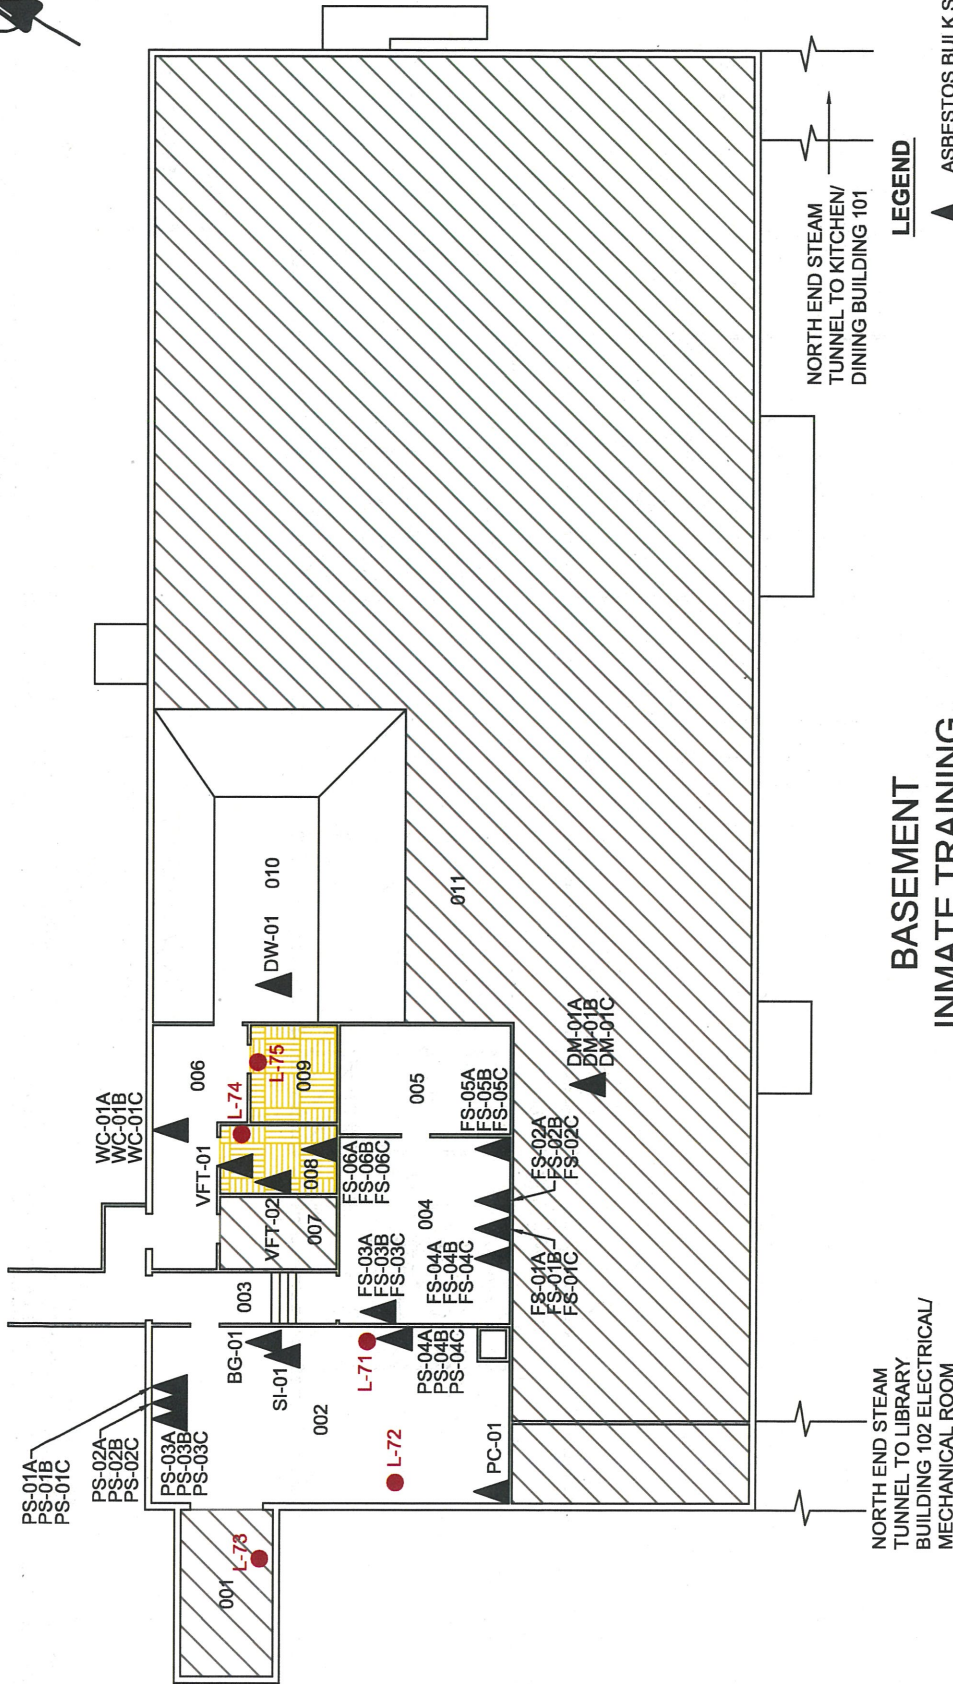 PS-01A
PS-01B
PS-01C
PS-02A
PS-02B
PS-02C
PS-03A
PS-03B
PS-03C
001
L-73
002
L-72
L-71
BG-01
SI-01
PS-04A
PS-04B
PS-04C
PC-01
003
WC-01A
WC-01B
WC-01C
VFT-01
VFT-02
007
008
L-74
006
L-75
009
FS-06A
FS-06B
FS-06C
FS-03A
FS-03B
FS-03C
004
FS-04A
FS-04B
FS-04C
005
FS-05A
FS-05B
FS-05C
FS-01A
FS-01B
FS-01C
FS-02A
FS-02B
FS-02C
DM-01A
DM-01B
DM-01C
DW-01
010
011
NORTH END STEAM
TUNNEL TO LIBRARY
BUILDING 102 ELECTRICAL/
MECHANICAL ROOM
BASEMENT
INMATE TRAINING
NORTH END STEAM
TUNNEL TO KITCHEN/
DINING BUILDING 101
LEGEND
ASBESTOS BULK S